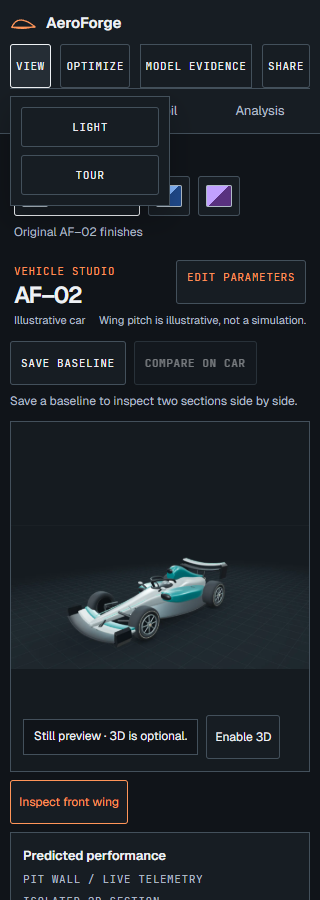 AeroForge
VIEW OPTIMIZE MODEL EVIDENCE SHARE
LIGHT
Analysis
TOUR
Original AF–02 finishes
VEHICLE STUDIO
EDIT PARAMETERS
AF–02
Illustrative car Wing pitch is illustrative, not a simulation.
SAVE BASELINE COMPARE ON CAR
Save a baseline to inspect two sections side by side.
Still preview · 3D is optional. Enable 3D
Inspect front wing
Predicted performance
PIT WALL / LIVE TELEMETRY
ISOLATED 2D SECTION